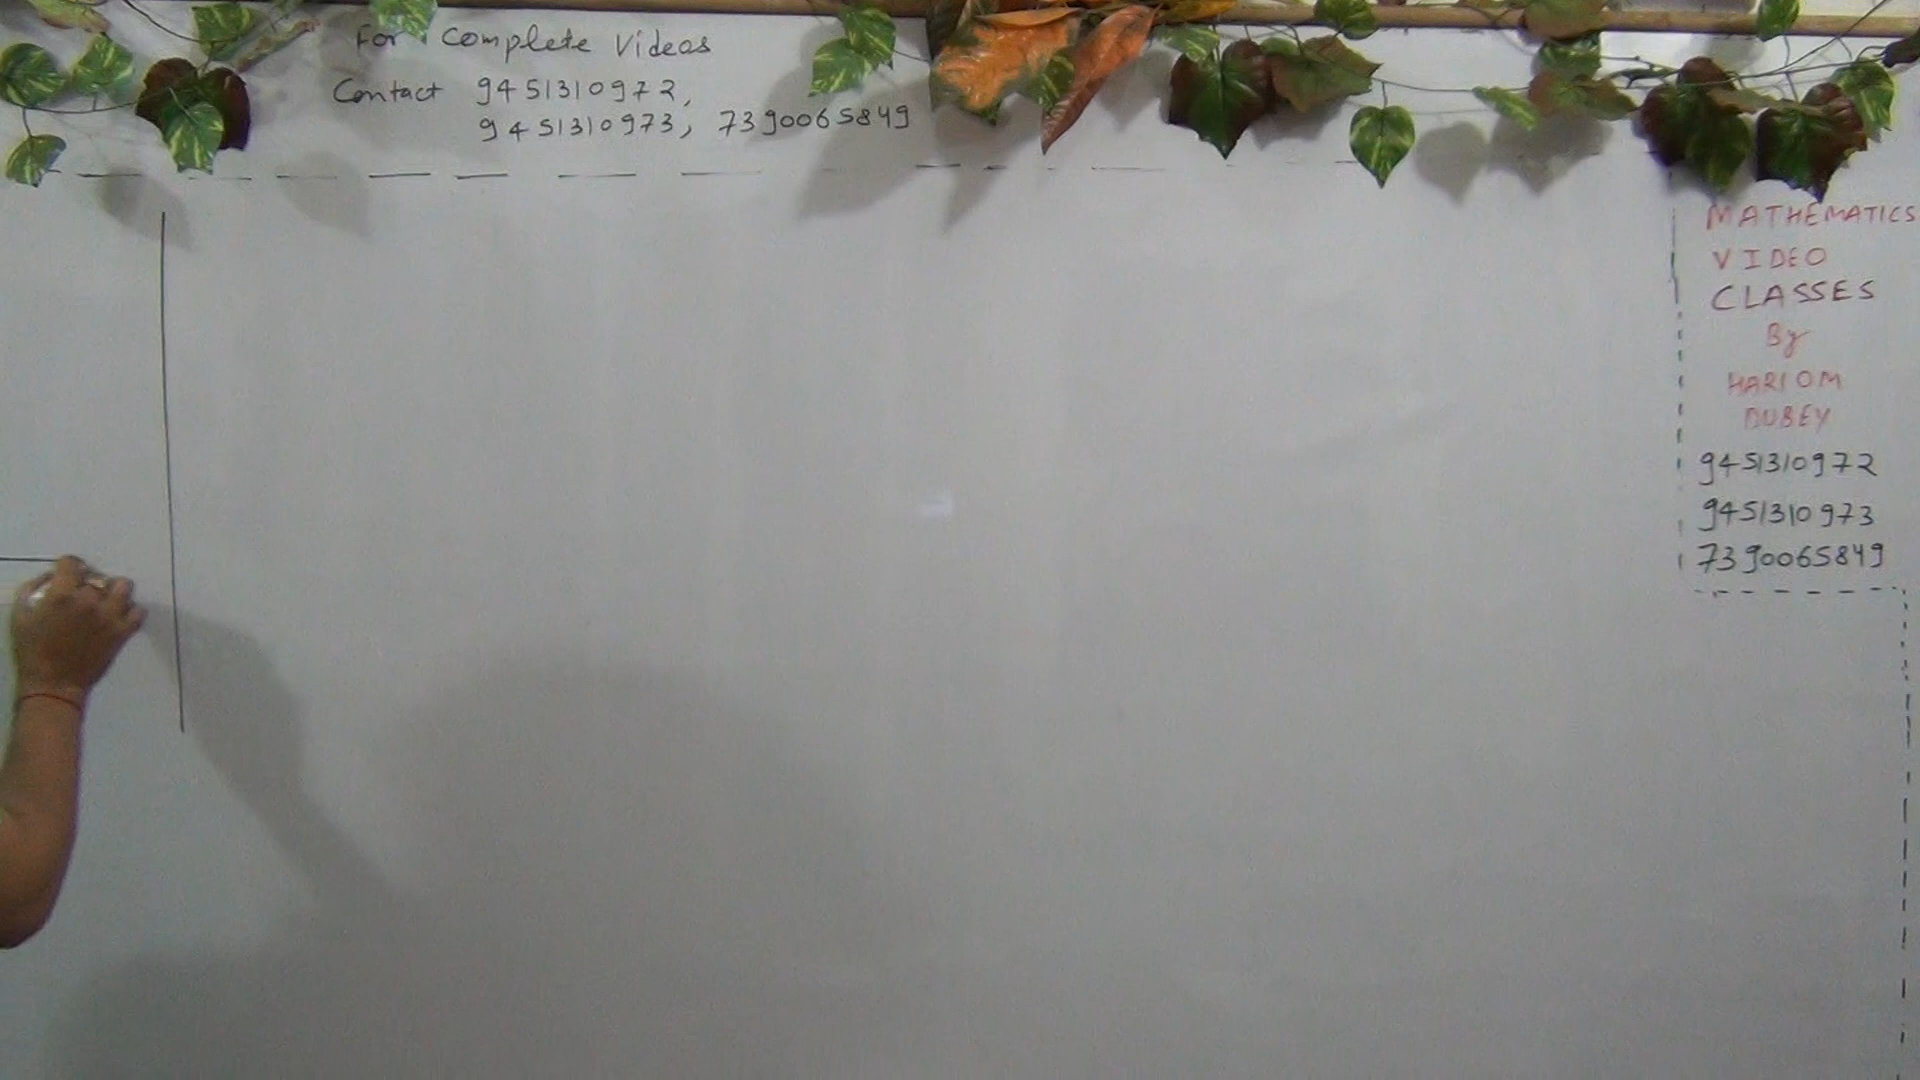 For Complete Videos
Contact 9451310972,
9451310973, 7390065849
MATHEMATICS
VIDEO
CLASSES
By
HARIOM
DUBEY
9451310972
9451310973
7390065849